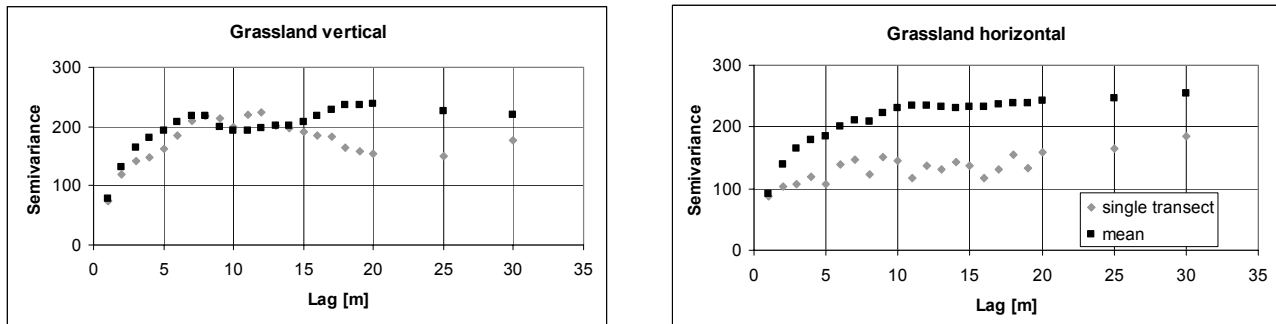 Grassland vertical
300
200
100
0
Semivariance
0 5 10 15 20 25 30 35
Lag [m]
Grassland horizontal
300
200
100
0
Semivariance
0 5 10 15 20 25 30 35
Lag [m]
single transect
mean